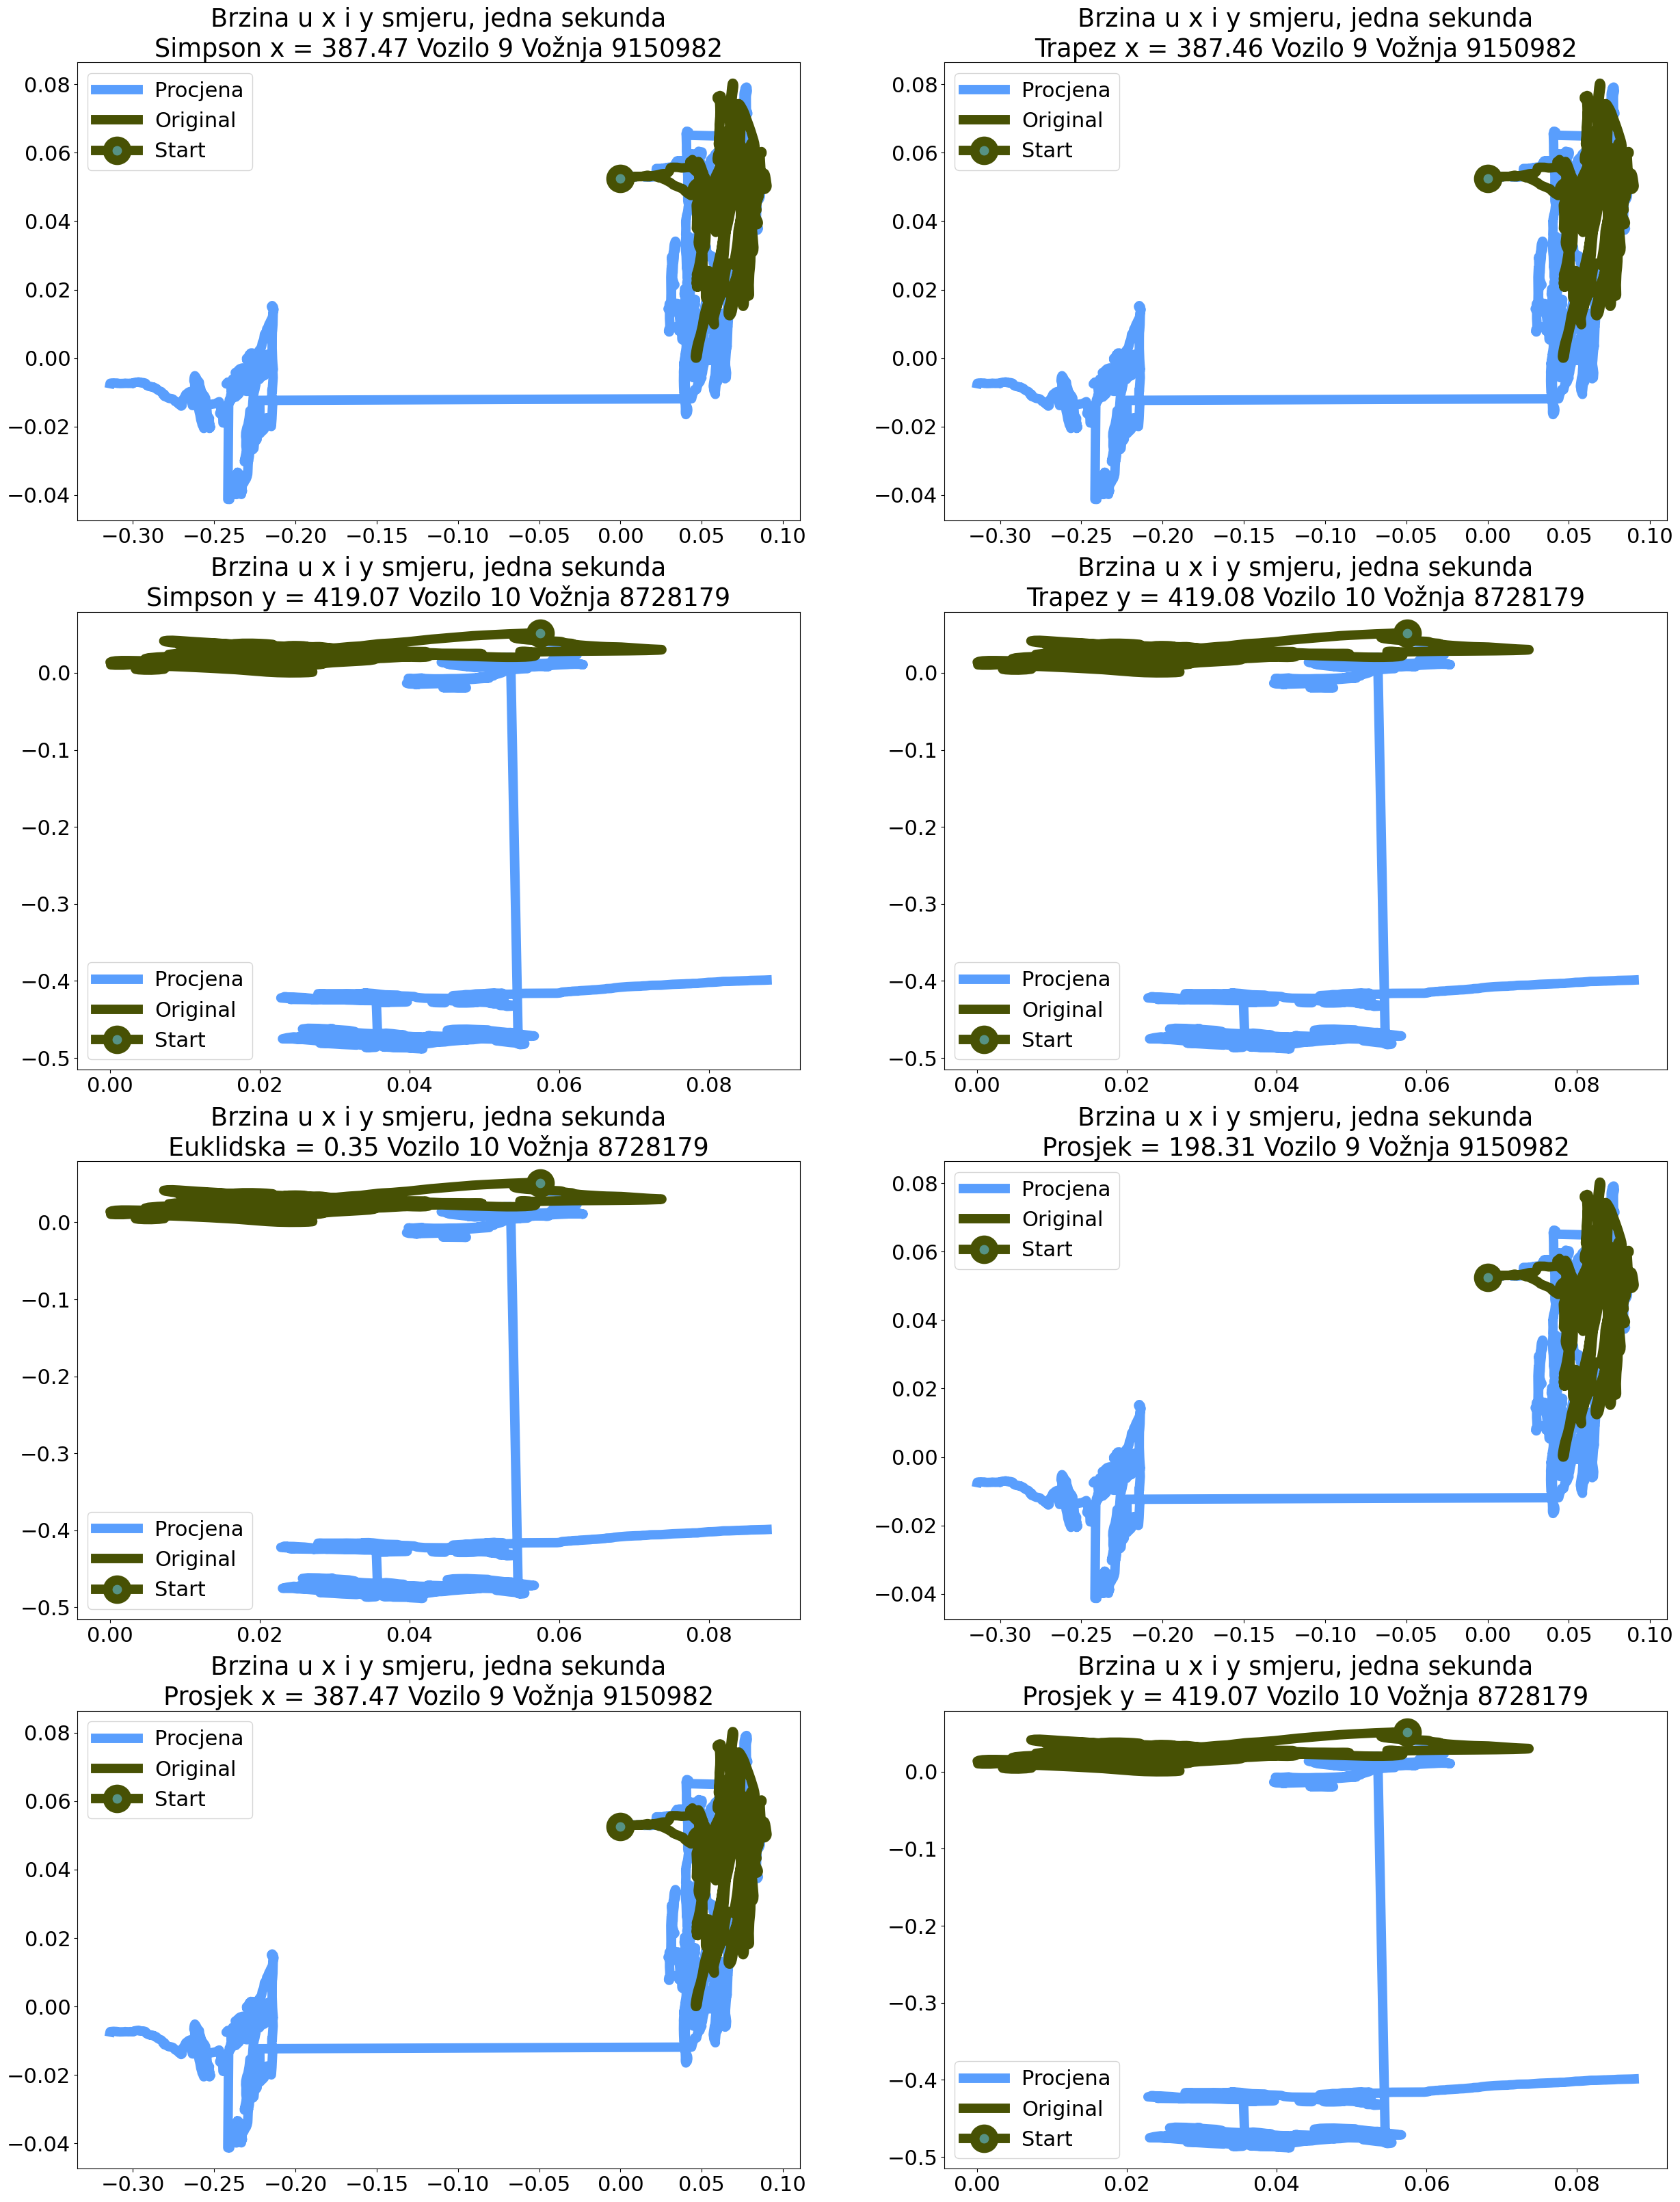 Brzina u x i y smjeru, jedna sekunda
Simpson x = 387.47 Vozilo 9 Vožnja 9150982
Procjena
Original
Start
0.08
0.06
0.04
0.02
0.00
−0.02
−0.04
−0.30 −0.25 −0.20 −0.15 −0.10 −0.05 0.00 0.05 0.10
Brzina u x i y smjeru, jedna sekunda
Trapez x = 387.46 Vozilo 9 Vožnja 9150982
Procjena
Original
Start
0.08
0.06
0.04
0.02
0.00
−0.02
−0.04
−0.30 −0.25 −0.20 −0.15 −0.10 −0.05 0.00 0.05 0.10
Brzina u x i y smjeru, jedna sekunda
Simpson y = 419.07 Vozilo 10 Vožnja 8728179
0.0
−0.1
−0.2
−0.3
−0.4
−0.5
Procjena
Original
Start
0.00 0.02 0.04 0.06 0.08
Brzina u x i y smjeru, jedna sekunda
Trapez y = 419.08 Vozilo 10 Vožnja 8728179
0.0
−0.1
−0.2
−0.3
−0.4
−0.5
Procjena
Original
Start
0.00 0.02 0.04 0.06 0.08
Brzina u x i y smjeru, jedna sekunda
Euklidska = 0.35 Vozilo 10 Vožnja 8728179
0.0
−0.1
−0.2
−0.3
−0.4
−0.5
Procjena
Original
Start
0.00 0.02 0.04 0.06 0.08
Brzina u x i y smjeru, jedna sekunda
Prosjek = 198.31 Vozilo 9 Vožnja 9150982
Procjena
Original
Start
0.08
0.06
0.04
0.02
0.00
−0.02
−0.04
−0.30 −0.25 −0.20 −0.15 −0.10 −0.05 0.00 0.05 0.10
Brzina u x i y smjeru, jedna sekunda
Prosjek x = 387.47 Vozilo 9 Vožnja 9150982
Procjena
Original
Start
0.08
0.06
0.04
0.02
0.00
−0.02
−0.04
−0.30 −0.25 −0.20 −0.15 −0.10 −0.05 0.00 0.05 0.10
Brzina u x i y smjeru, jedna sekunda
Prosjek y = 419.07 Vozilo 10 Vožnja 8728179
0.0
−0.1
−0.2
−0.3
−0.4
−0.5
Procjena
Original
Start
0.00 0.02 0.04 0.06 0.08